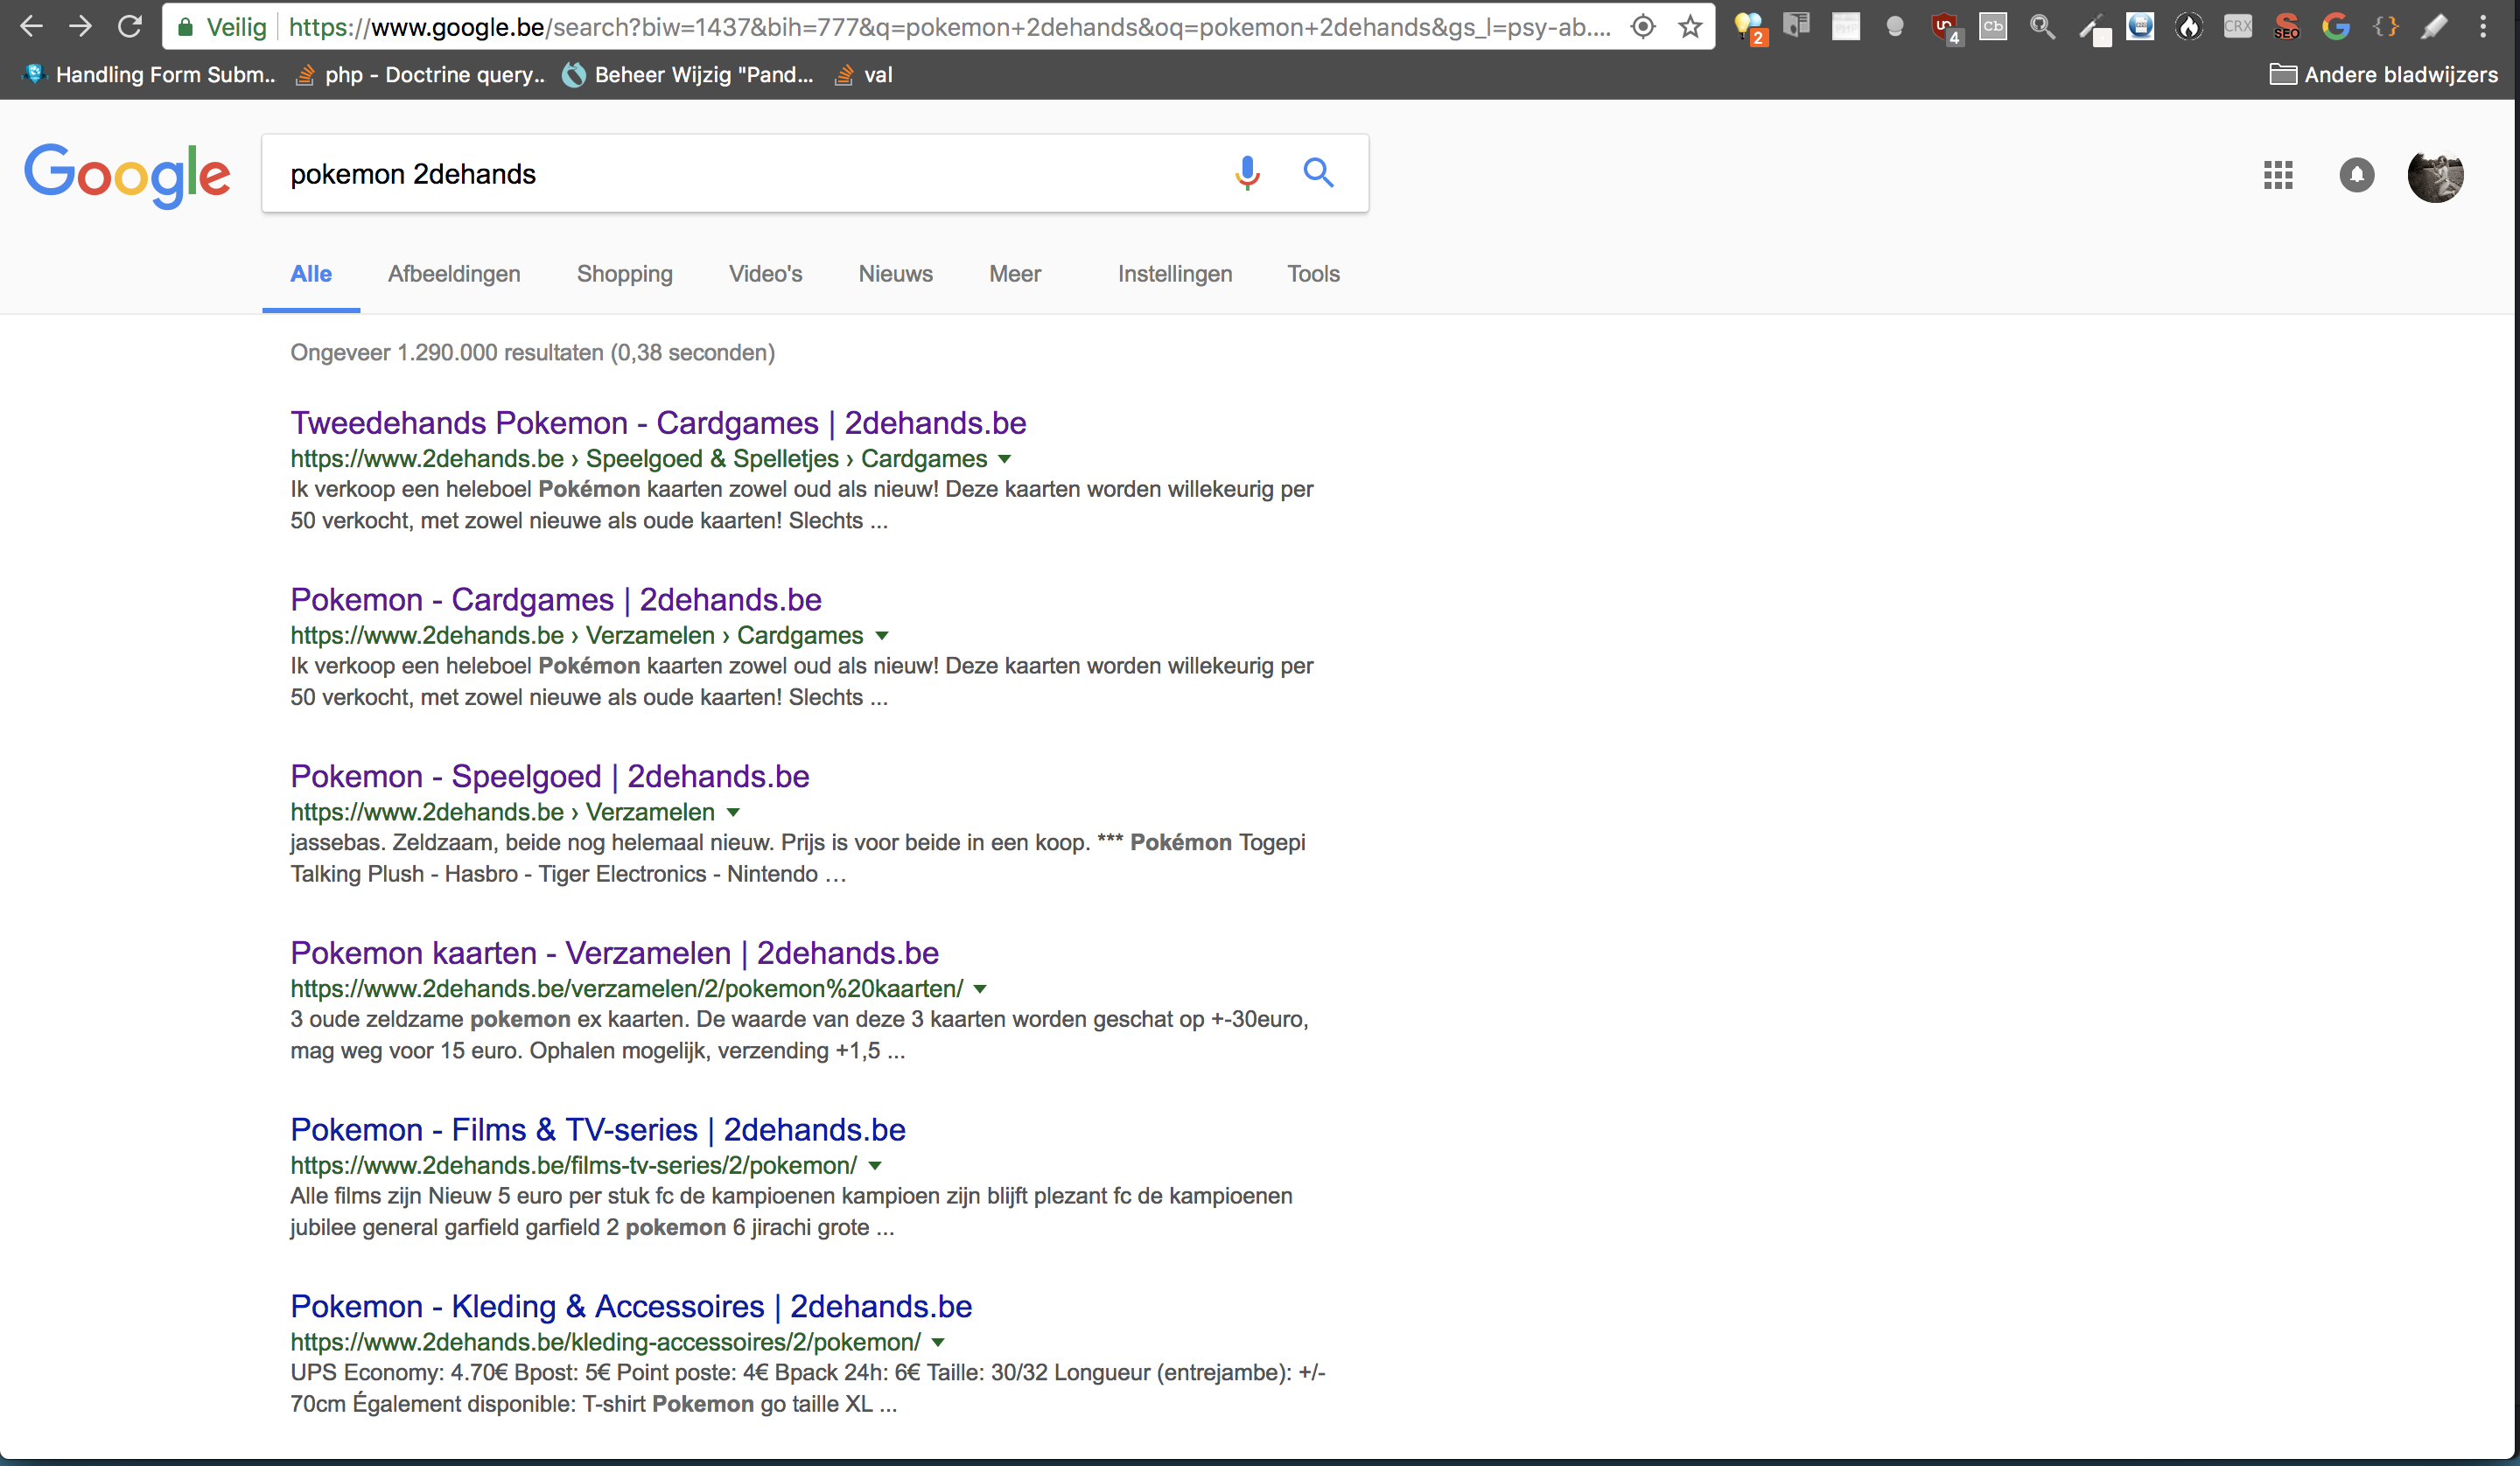 Veilig https://www.google.be/search?biw=1437&bih=777&q=pokemon+2dehands&oq=pokemon+2dehands&gs_l=psy-ab.... 2 4 Cb CRX SEO
Handling Form Subm.. php - Doctrine query.. Beheer Wijzig "Pand... val Andere bladwijzers
Google pokemon 2dehands
Alle Afbeeldingen Shopping Video's Nieuws Meer Instellingen Tools
Ongeveer 1.290.000 resultaten (0,38 seconden)
Tweedehands Pokemon - Cardgames | 2dehands.be
https://www.2dehands.be › Speelgoed & Spelletjes › Cardgames
Ik verkoop een heleboel Pokémon kaarten zowel oud als nieuw! Deze kaarten worden willekeurig per
50 verkocht, met zowel nieuwe als oude kaarten! Slechts ...
Pokemon - Cardgames | 2dehands.be
https://www.2dehands.be › Verzamelen › Cardgames
Ik verkoop een heleboel Pokémon kaarten zowel oud als nieuw! Deze kaarten worden willekeurig per
50 verkocht, met zowel nieuwe als oude kaarten! Slechts ...
Pokemon - Speelgoed | 2dehands.be
https://www.2dehands.be › Verzamelen
jassebas. Zeldzaam, beide nog helemaal nieuw. Prijs is voor beide in een koop. *** Pokémon Togepi
Talking Plush - Hasbro - Tiger Electronics - Nintendo …
Pokemon kaarten - Verzamelen | 2dehands.be
https://www.2dehands.be/verzamelen/2/pokemon%20kaarten/
3 oude zeldzame pokemon ex kaarten. De waarde van deze 3 kaarten worden geschat op +-30euro,
mag weg voor 15 euro. Ophalen mogelijk, verzending +1,5 ...
Pokemon - Films & TV-series | 2dehands.be
https://www.2dehands.be/films-tv-series/2/pokemon/
Alle films zijn Nieuw 5 euro per stuk fc de kampioenen kampioen zijn blijft plezant fc de kampioenen
jubilee general garfield garfield 2 pokemon 6 jirachi grote ...
Pokemon - Kleding & Accessoires | 2dehands.be
https://www.2dehands.be/kleding-accessoires/2/pokemon/
UPS Economy: 4.70€ Bpost: 5€ Point poste: 4€ Bpack 24h: 6€ Taille: 30/32 Longueur (entrejambe): +/-
70cm Également disponible: T-shirt Pokemon go taille XL ...